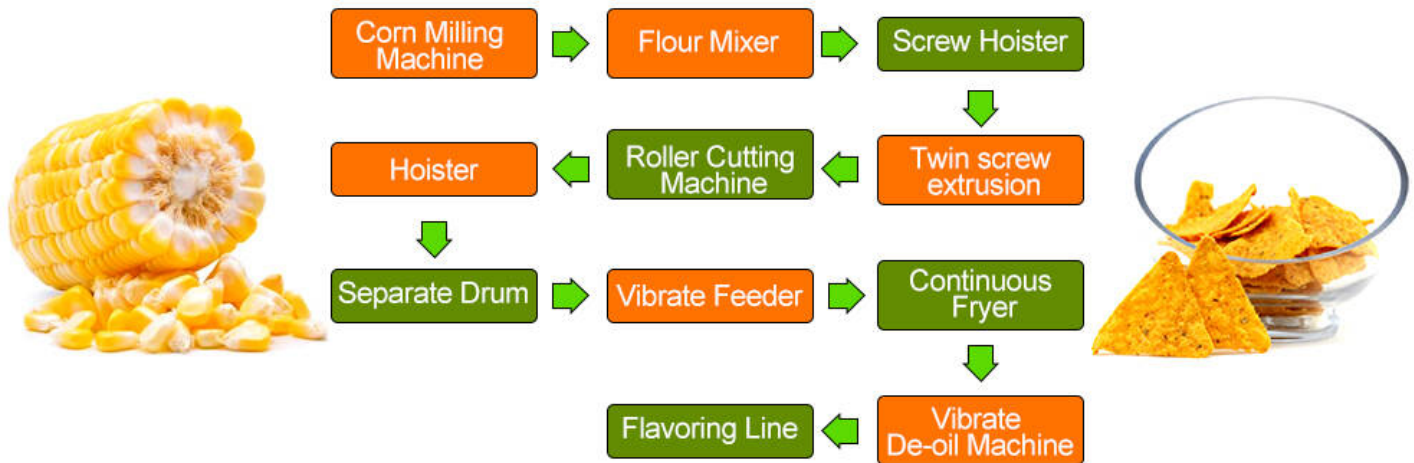 Corn Milling
Machine
Flour Mixer
Screw Hoister
Twin screw
extrusion
Roller Cutting
Machine
Hoister
Separate Drum
Vibrate Feeder
Continuous
Fryer
Vibrate
De-oil Machine
Flavoring Line